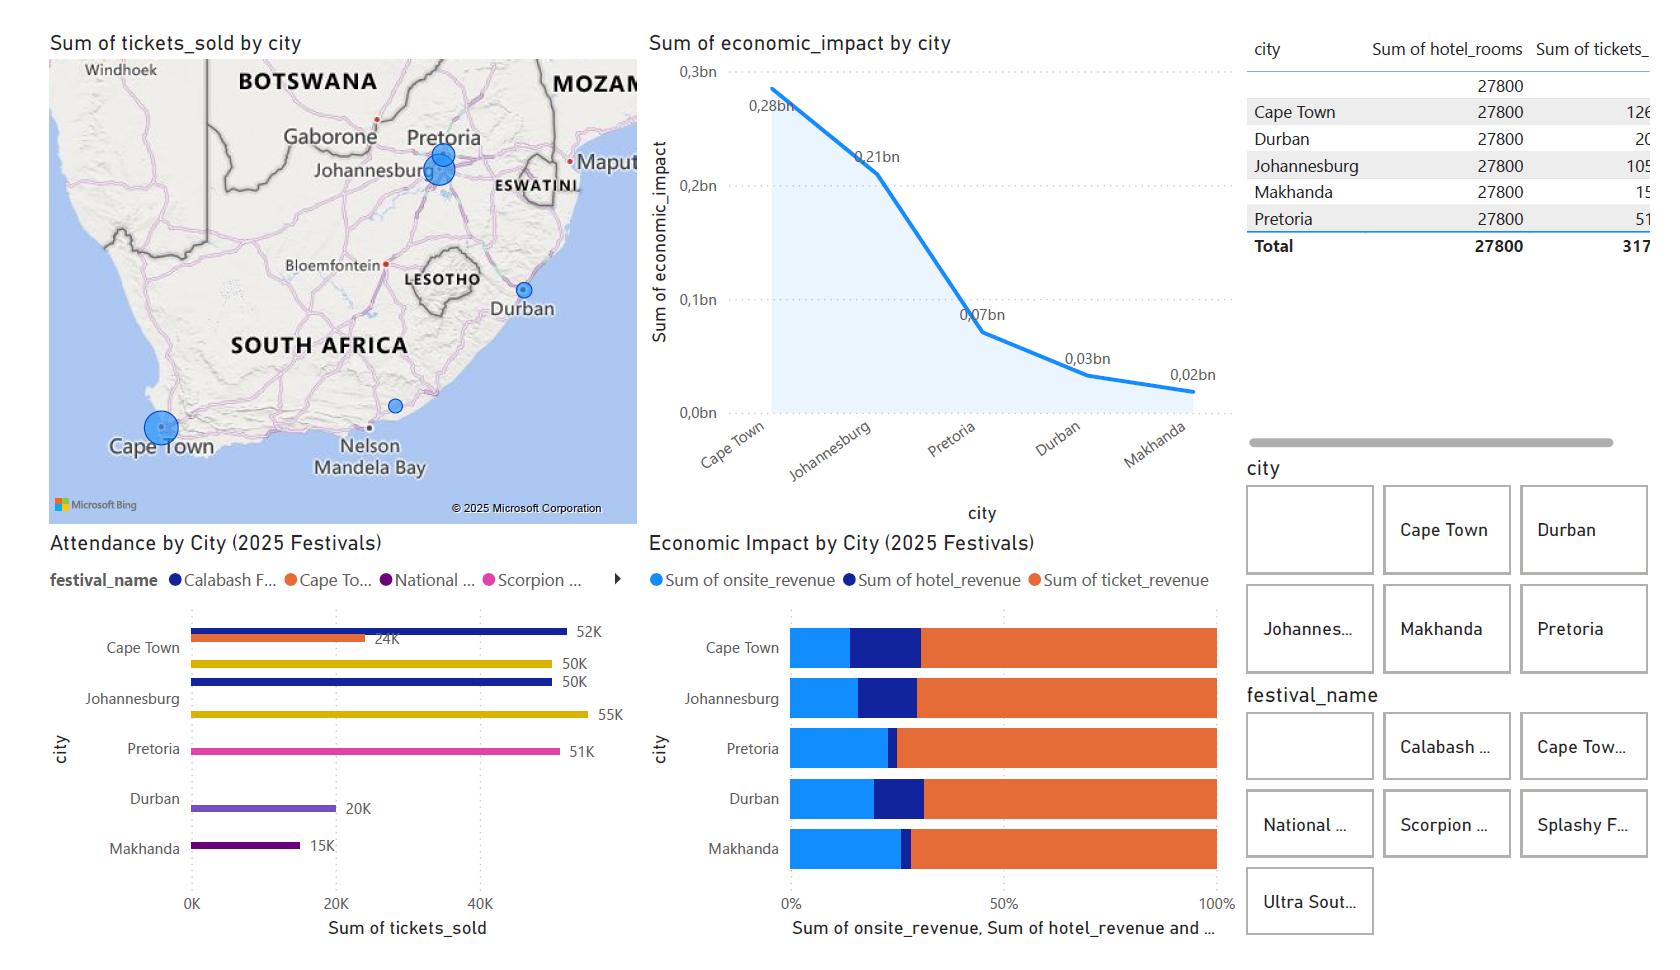 Sum of tickets_sold by city
Windhoek
BOTSWANA
MOZAM
Gaborone
Pretoria
Johannesburg
Maput
ESWATINI
Bloemfontein
LESOTHO
Durban
SOUTH AFRICA
Cape Town
Nelson
Mandela Bay
Microsoft Bing
© 2025 Microsoft Corporation
Sum of economic_impact by city
Sum of economic_impact
0,3bn
0,2bn
0,1bn
0,0bn
0,28bn
0,21bn
0,07bn
0,03bn
0,02bn
Cape Town
Johannesburg
Pretoria
Durban
Makhanda
city
city Sum of hotel_rooms Sum of tickets_
27800
Cape Town 27800 126
Durban 27800 20
Johannesburg 27800 105
Makhanda 27800 15
Pretoria 27800 51
Total 27800 317
Attendance by City (2025 Festivals)
festival_name Calabash F... Cape To... National ... Scorpion ...
city
Cape Town
Johannesburg
Pretoria
Durban
Makhanda
52K
24K
50K
50K
55K
51K
20K
15K
0K 20K 40K
Sum of tickets_sold
Economic Impact by City (2025 Festivals)
Sum of onsite_revenue Sum of hotel_revenue Sum of ticket_revenue
city
Cape Town
Johannesburg
Pretoria
Durban
Makhanda
0% 50% 100%
Sum of onsite_revenue, Sum of hotel_revenue and ...
city
Cape Town Durban
Johannes... Makhanda Pretoria
festival_name
Calabash ... Cape Tow...
National ... Scorpion ... Splashy F...
Ultra Sout...